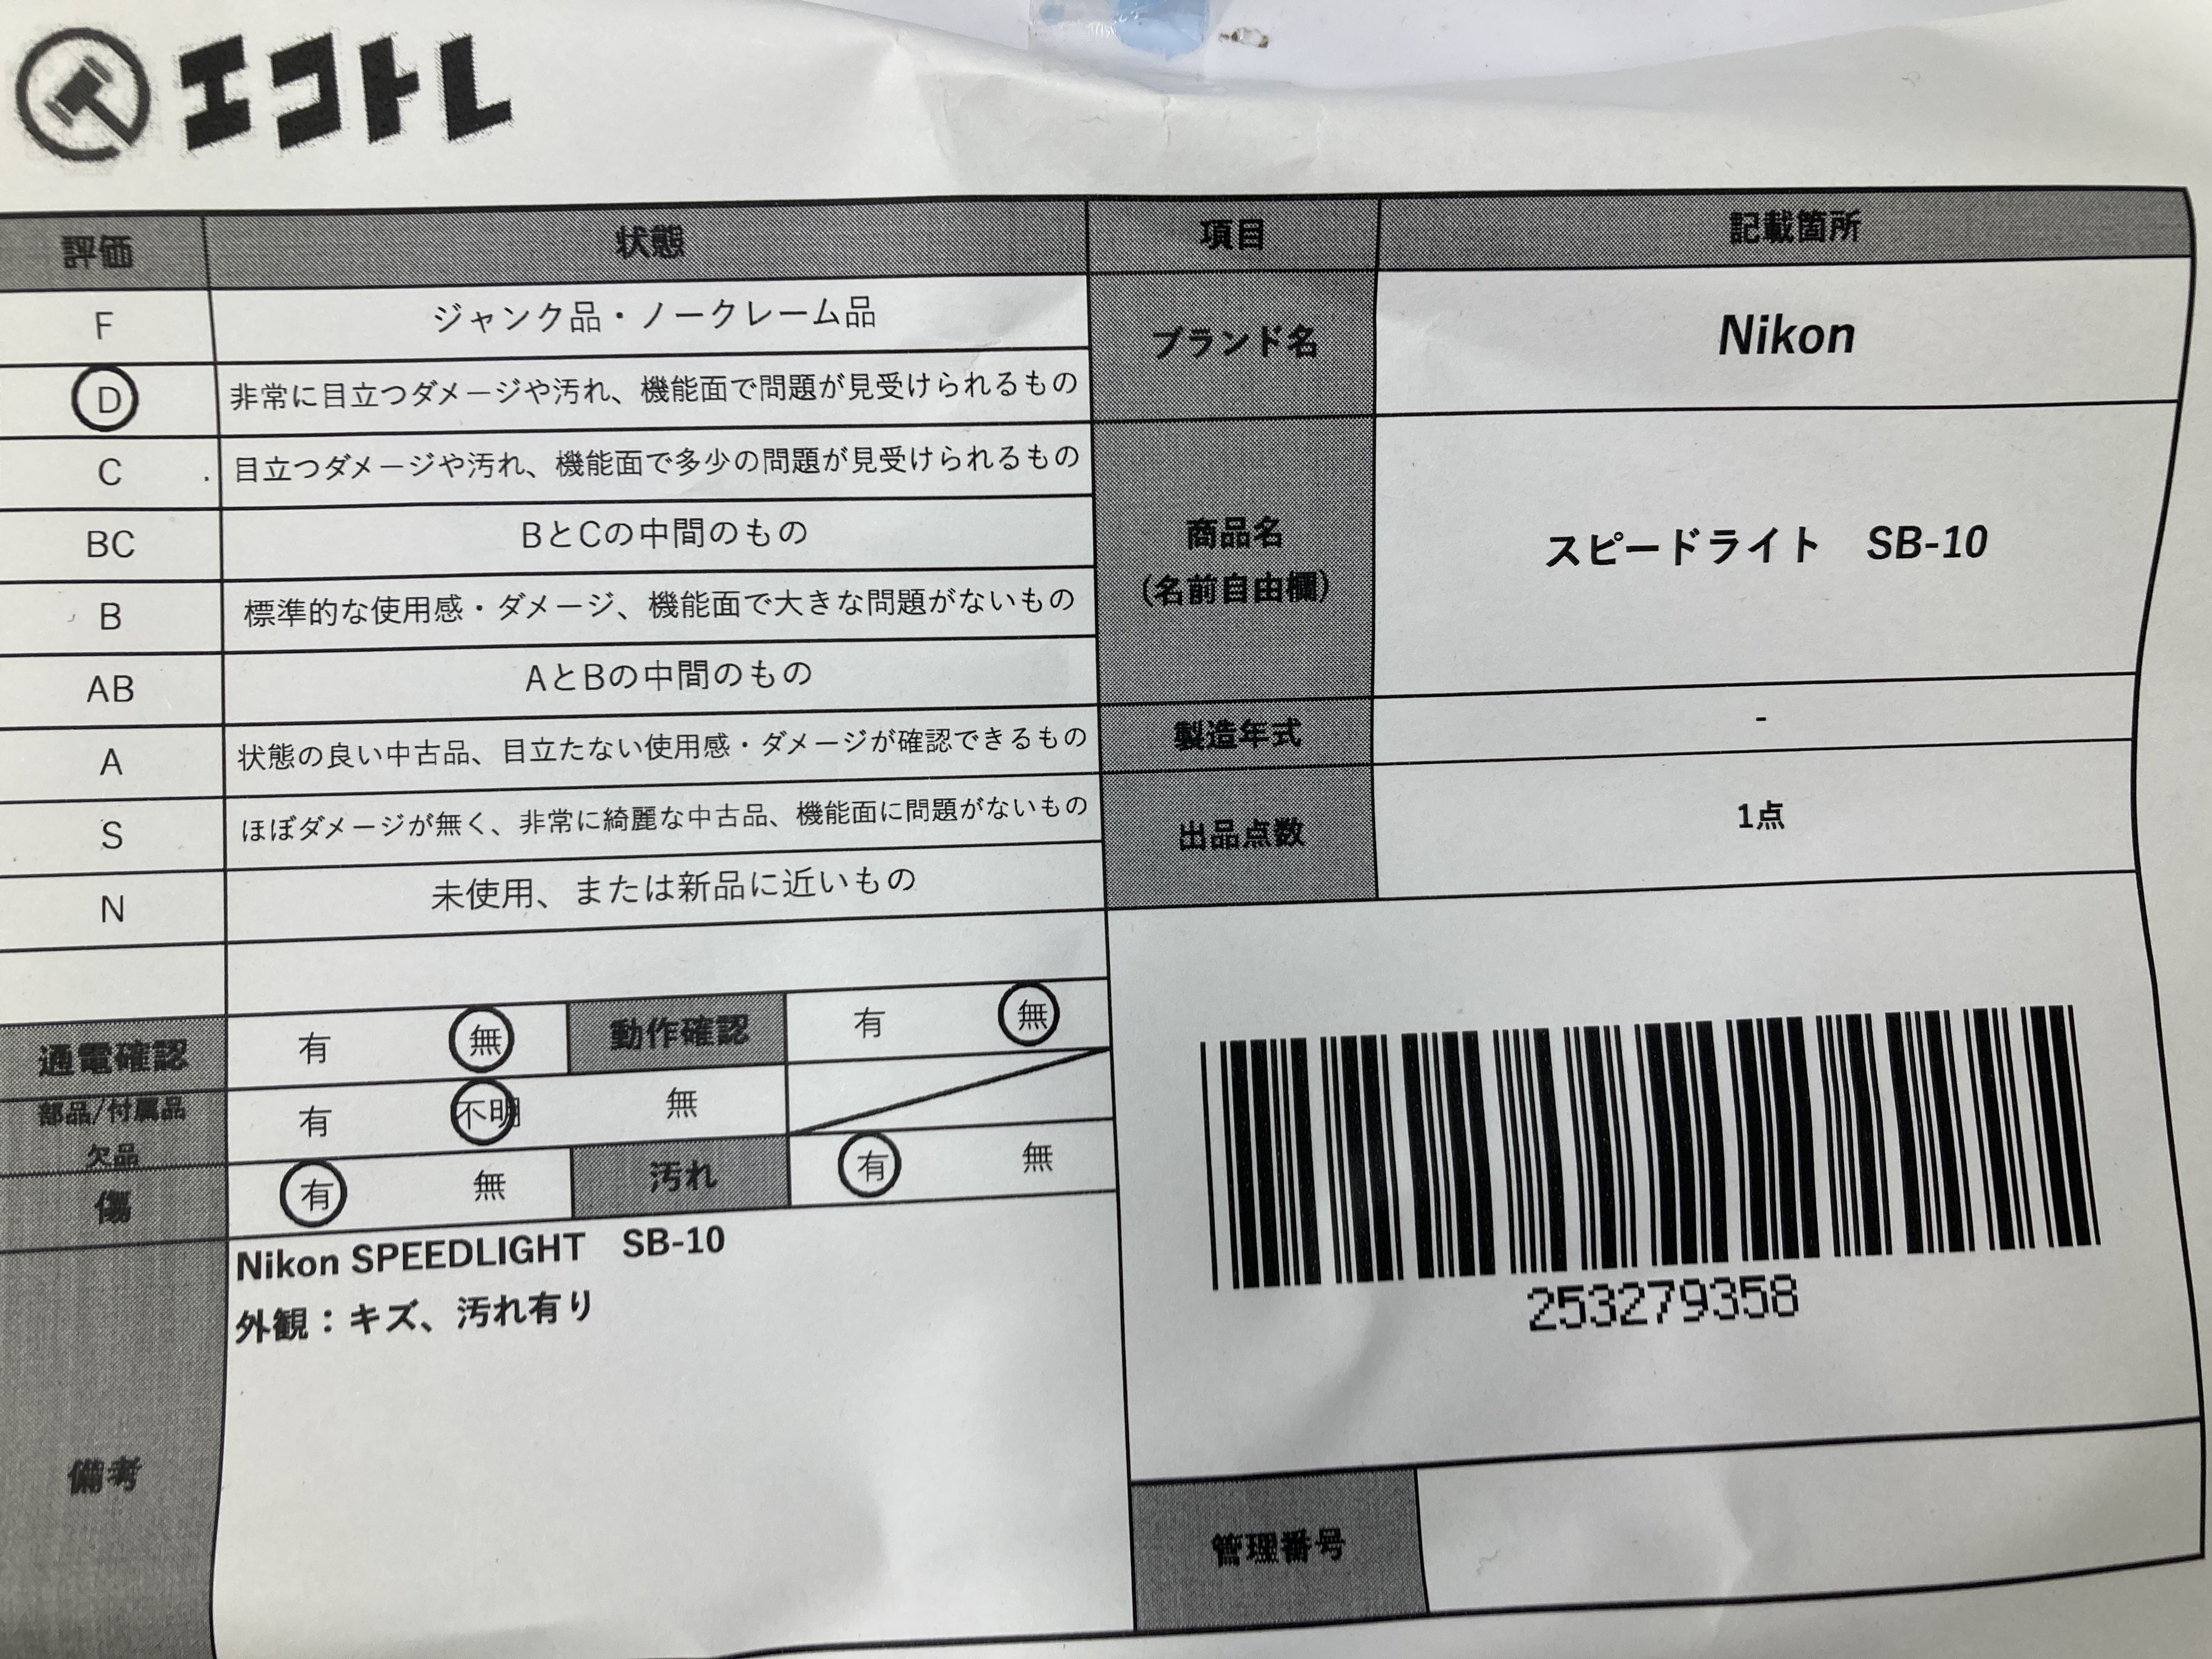 エコトレ
評価 状態 項目 記載箇所
F ジャンク品・ノークレーム品
D 非常に目立つダメージや汚れ、機能面で問題が見受けられるもの
C 目立つダメージや汚れ、機能面で多少の問題が見受けられるもの
BC BとCの中間のもの
B 標準的な使用感・ダメージ、機能面で大きな問題がないもの
AB AとBの中間のもの
A 状態の良い中古品、目立たない使用感・ダメージが確認できるもの
S ほぼダメージが無く、非常に綺麗な中古品、機能面に問題がないもの
N 未使用、または新品に近いもの
ブランド名 Nikon
商品名
(名前自由欄)
スピードライト SB-10
製造年式 -
出品点数 1点
通電確認 有 無 動作確認 有 無
部品/付属品
欠品
有 不明 無
傷 有 無 汚れ 有 無
備考
Nikon SPEEDLIGHT SB-10
外観：キズ、汚れ有り
253279358
管理番号